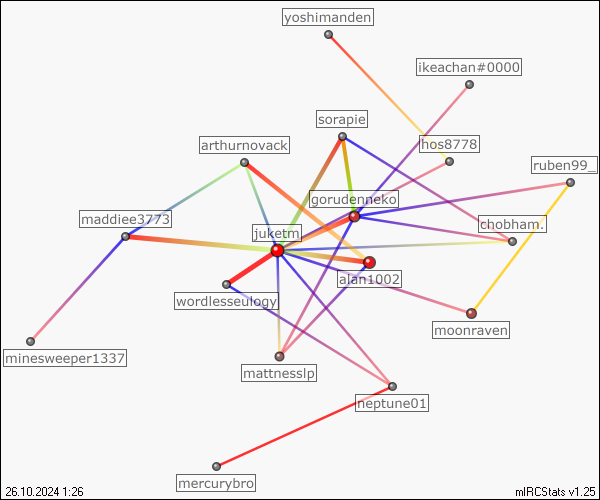 yoshimanden
ikeachan#0000
sorapie
arthurnovack
hos8778
ruben99_
gorudenneko
maddiee3773
chobham.
juketm
alan1002
wordlesseulogy
moonraven
minesweeper1337
mattnesslp
neptune01
mercurybro
26.10.2024 1:26
mIRCStats v1.25